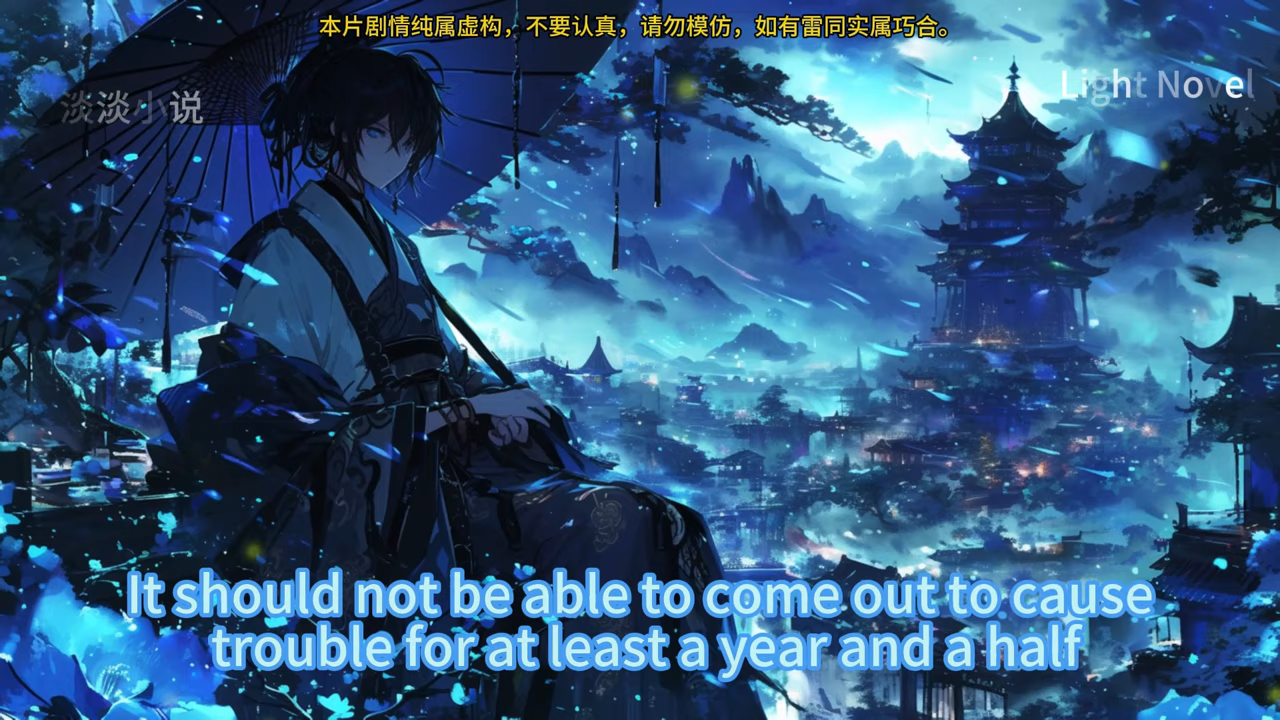 本片剧情纯属虚构，不要认真，请勿模仿，如有雷同实属巧合。
淡淡小说
Light Novel
It should not be able to come out to cause
trouble for at least a year and a half